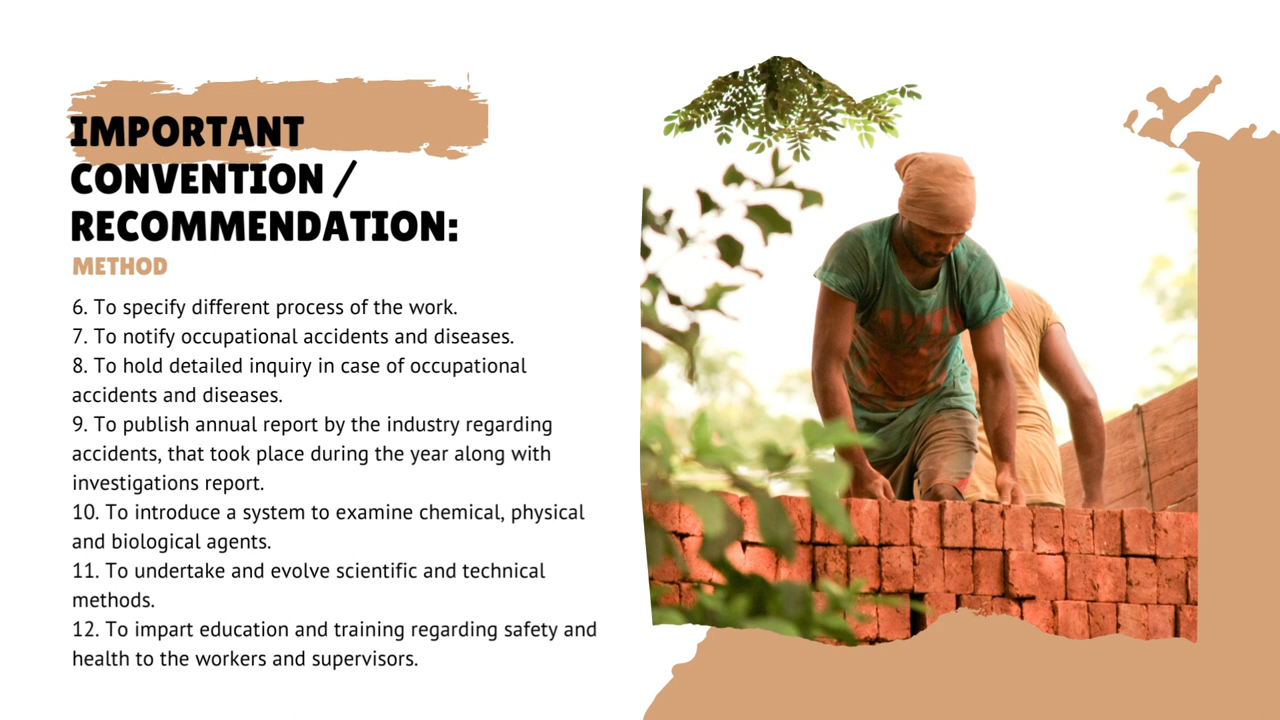 IMPORTANT
CONVENTION /
RECOMMENDATION:
METHOD
6. To specify different process of the work.
7. To notify occupational accidents and diseases.
8. To hold detailed inquiry in case of occupational
accidents and diseases.
9. To publish annual report by the industry regarding
accidents, that took place during the year along with
investigations report.
10. To introduce a system to examine chemical, physical
and biological agents.
11. To undertake and evolve scientific and technical
methods.
12. To impart education and training regarding safety and
health to the workers and supervisors.